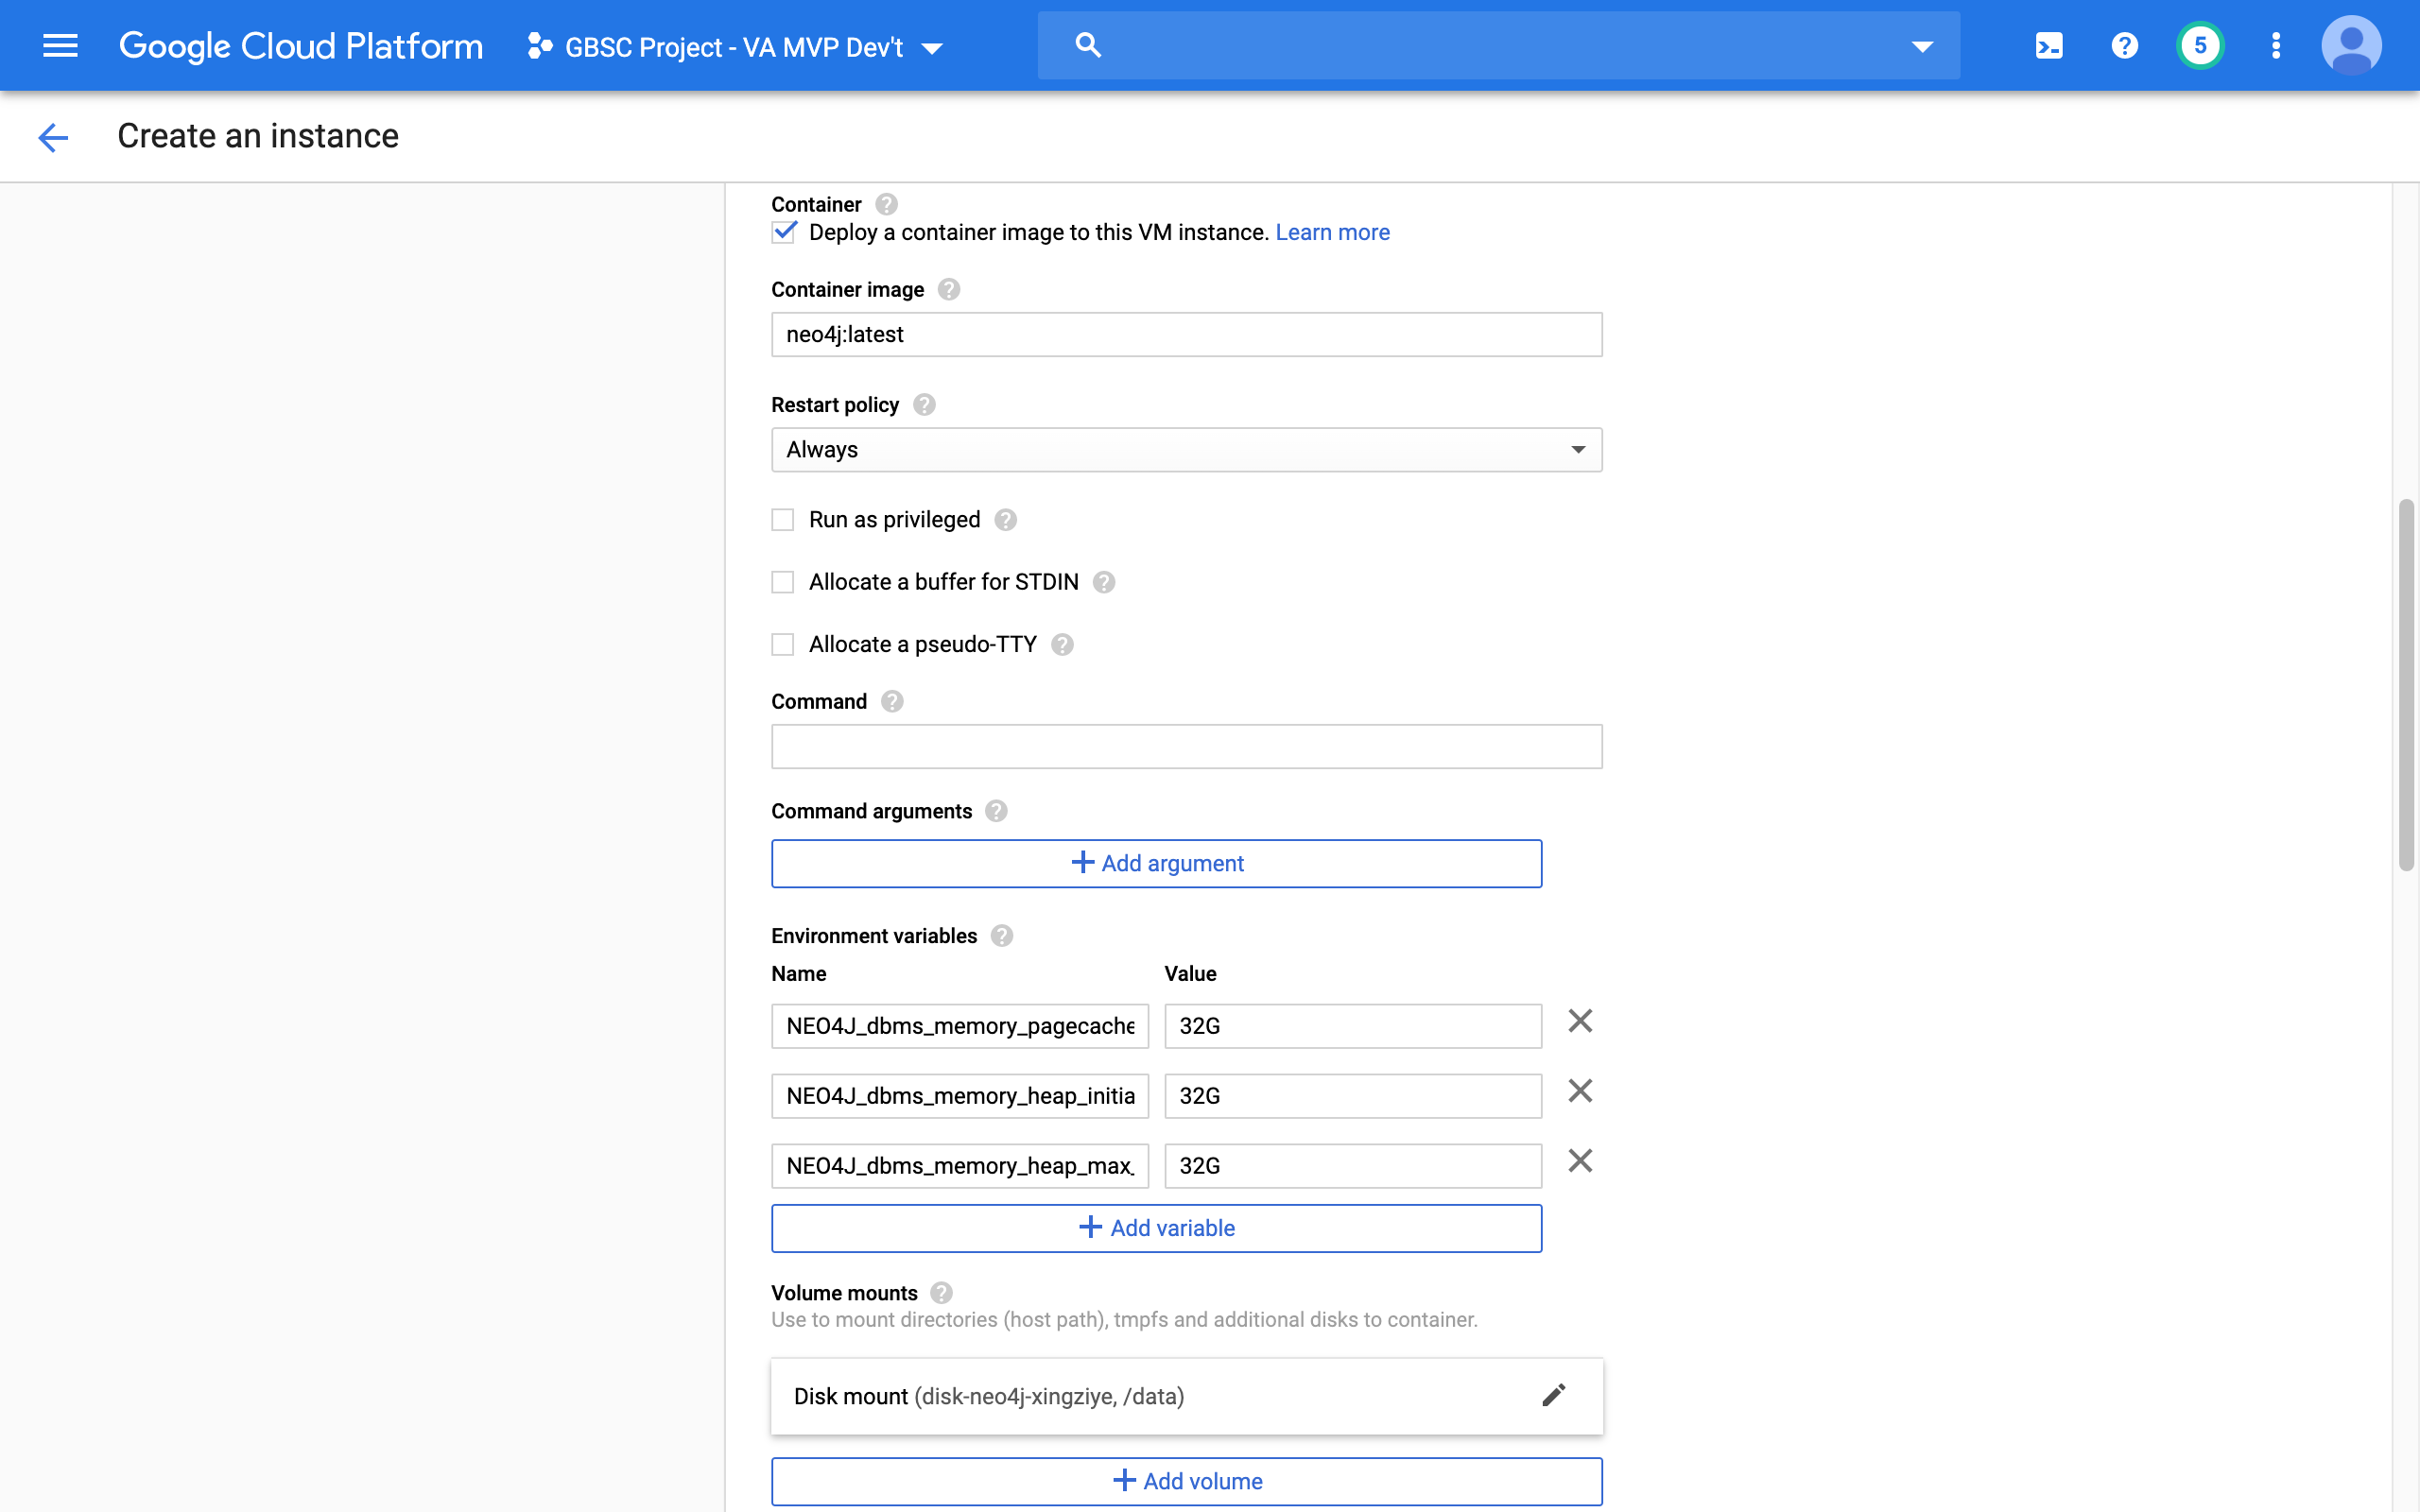 Google Cloud Platform GBSC Project - VA MVP Dev't 5
Create an instance
Container
Deploy a container image to this VM instance. Learn more
Container image
neo4j:latest
Restart policy
Always
Run as privileged
Allocate a buffer for STDIN
Allocate a pseudo-TTY
Command
Command arguments
+ Add argument
Environment variables
Name Value
NEO4J_dbms_memory_pagecache 32G
NEO4J_dbms_memory_heap_initia 32G
NEO4J_dbms_memory_heap_max_ 32G
+ Add variable
Volume mounts
Use to mount directories (host path), tmpfs and additional disks to container.
Disk mount (disk-neo4j-xingziye, /data)
+ Add volume